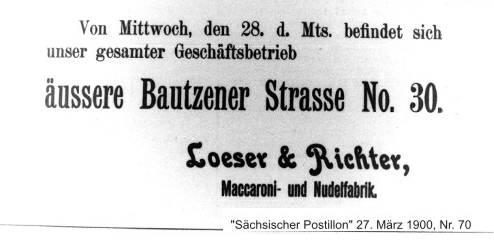 Von Mittwoch, den 28. d. Mts. befindet sich
unser gesamter Geschäftsbetrieb
äussere Bautzener Strasse No. 30.
Loeser & Richter,
Maccaroni- und Nudelfabrik.
"Sächsischer Postillon" 27. März 1900, Nr. 70